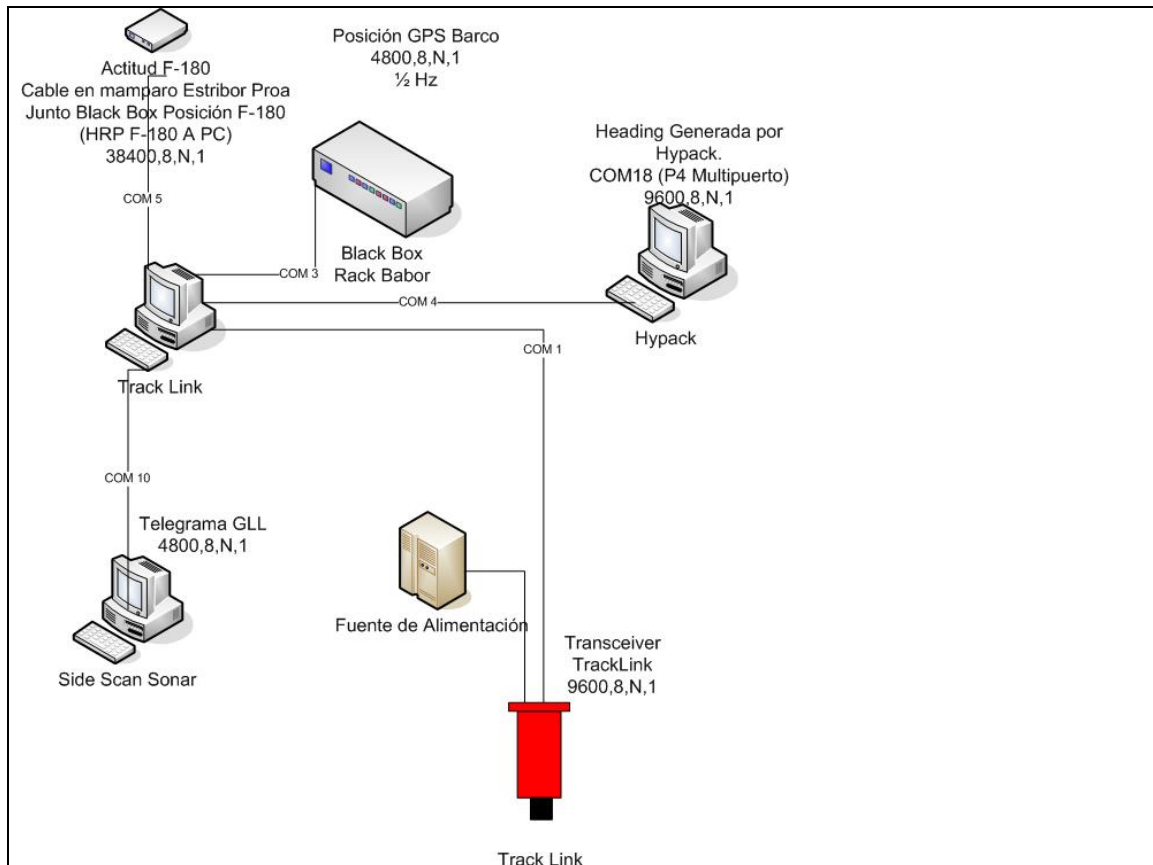 Actitud F-180
Cable en mamparo Estribor Proa
Junto Black Box Posición F-180
(HRP F-180 A PC)
38400,8,N,1
Posición GPS Barco
4800,8,N,1
½ Hz
Heading Generada por
Hypack.
COM18 (P4 Multipuerto)
9600,8,N,1
COM 5
Black Box
Rack Babor
COM 3
COM 4
Hypack
COM 1
Track Link
COM 10
Telegrama GLL
4800,8,N,1
Side Scan Sonar
Fuente de Alimentación
Transceiver
TrackLink
9600,8,N,1
Track Link